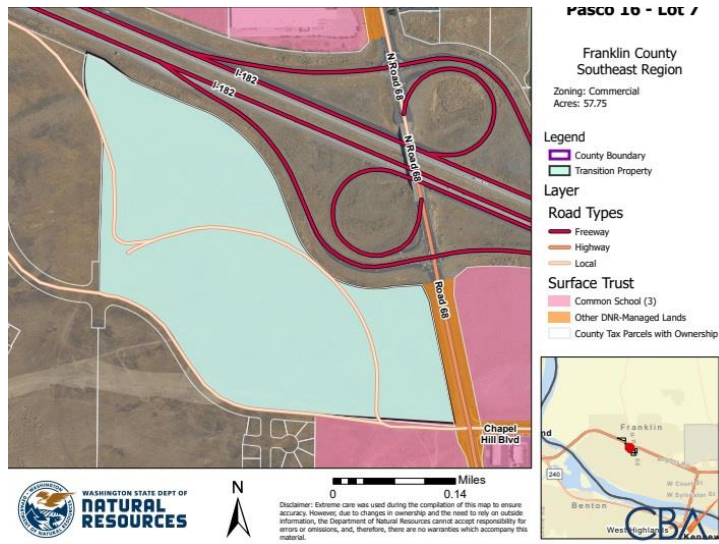 Pasco 16 - Lot 7
Franklin County
Southeast Region
Zoning: Commercial
Acres: 57.75
Legend
County Boundary
Transition Property
Layer
Road Types
Freeway
Highway
Local
Surface Trust
Common School (3)
Other DNR-Managed Lands
County Tax Parcels with Ownership
I-182
I-182
N Road 68
N Road 68
Road 68
Chapel
Hill Blvd
Franklin
240
W Court St
W Sylvester St
Benton
West Highlands
CBA
WASHINGTON STATE DEPT OF
NATURAL
RESOURCES
N
Miles
0.14
Disclaimer: Extreme care was used during the compilation of this map to ensure
accuracy. However, due to changes in ownership and the need to rely on outside
information, the Department of Natural Resources cannot accept responsibility for
errors or omissions, and, therefore, there are no warranties which accompany this
material.